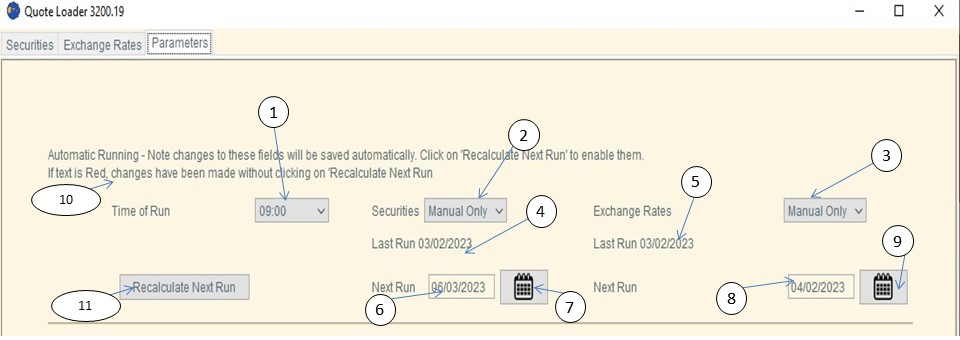 Quote Loader 3200.19
Securities Exchange Rates Parameters
1
2
3
Automatic Running - Note changes to these fields will be saved automatically. Click on 'Recalculate Next Run' to enable them.
If text is Red, changes have been made without clicking on 'Recalculate Next Run
5
10
Time of Run 09:00 Securities Manual Only 4 Exchange Rates Manual Only
Last Run 03/02/2023 Last Run 03/02/2023
9
Recalculate Next Run Next Run 06/03/2023 Next Run 04/02/2023
11 6 7 8